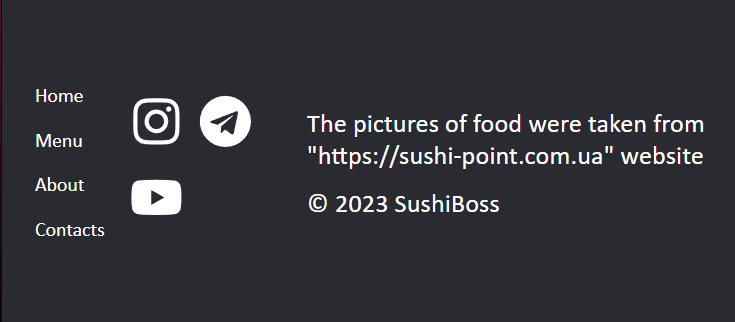 Home
Menu
About
Contacts
The pictures of food were taken from
"https://sushi-point.com.ua" website
© 2023 SushiBoss